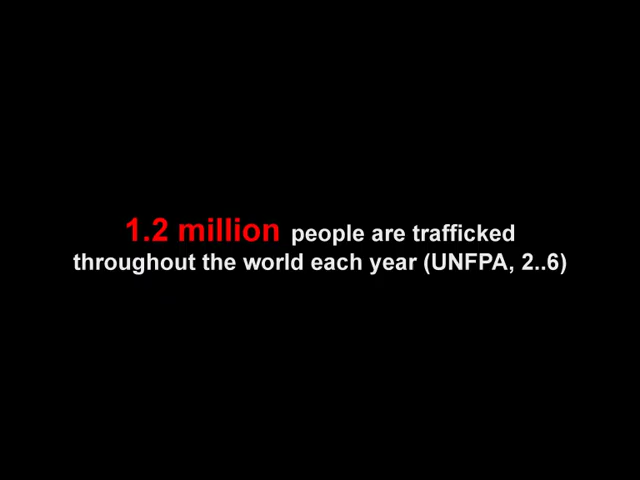 1.2 million people are trafficked
throughout the world each year (UNFPA, 2..6)